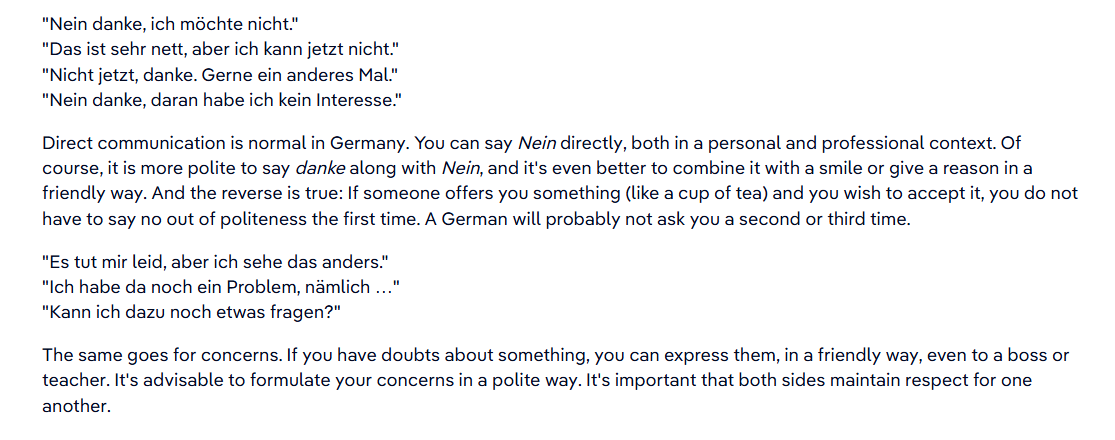 "Nein danke, ich möchte nicht."
"Das ist sehr nett, aber ich kann jetzt nicht."
"Nicht jetzt, danke. Gerne ein anderes Mal."
"Nein danke, daran habe ich kein Interesse."
Direct communication is normal in Germany. You can say Nein directly, both in a personal and professional context. Of
course, it is more polite to say danke along with Nein, and it's even better to combine it with a smile or give a reason in a
friendly way. And the reverse is true: If someone offers you something (like a cup of tea) and you wish to accept it, you do not
have to say no out of politeness the first time. A German will probably not ask you a second or third time.
"Es tut mir leid, aber ich sehe das anders."
"Ich habe da noch ein Problem, nämlich …"
"Kann ich dazu noch etwas fragen?"
The same goes for concerns. If you have doubts about something, you can express them, in a friendly way, even to a boss or
teacher. It's advisable to formulate your concerns in a polite way. It's important that both sides maintain respect for one
another.